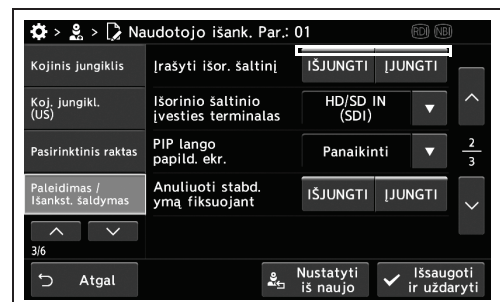 > > Naudotojo išank. Par.: 01 RDI NBI
Kojinis jungiklis
Įrašyti išor. šaltinį IŠJUNGTI ĮJUNGTI
Koj. jungikl.
(US)
Išorinio šaltinio
įvesties terminalas
HD/SD IN
(SDI)
Pasirinktinis raktas
PIP lango
papild. ekr.
Panaikinti
2
3
Paleidimas /
Išankst. šaldymas
Anuliuoti stabd.
ymą fiksuojant
IŠJUNGTI ĮJUNGTI
3/6
Atgal
Nustatyti
iš naujo
Išsaugoti
ir uždaryti